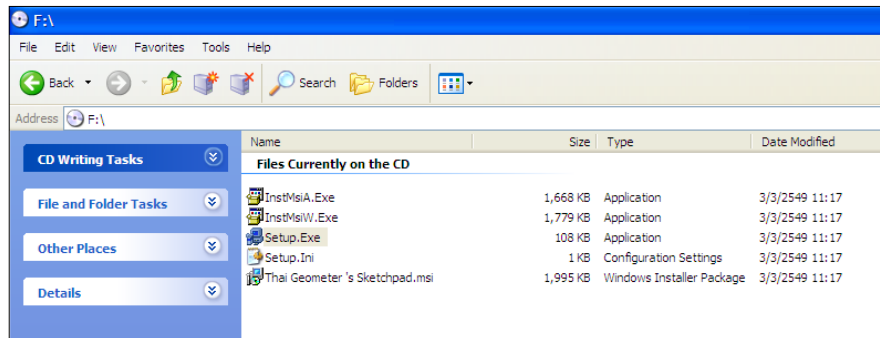 F:\
File Edit View Favorites Tools Help
Back Search Folders
Address F:\
Name Size Type Date Modified
CD Writing Tasks
Files Currently on the CD
File and Folder Tasks
Other Places
Details
InstMsiA.Exe 1,668 KB Application 3/3/2549 11:17
InstMsiW.Exe 1,779 KB Application 3/3/2549 11:17
Setup.Exe 108 KB Application 3/3/2549 11:17
Setup.Ini 1 KB Configuration Settings 3/3/2549 11:17
Thai Geometer 's Sketchpad.msi 1,995 KB Windows Installer Package 3/3/2549 11:17